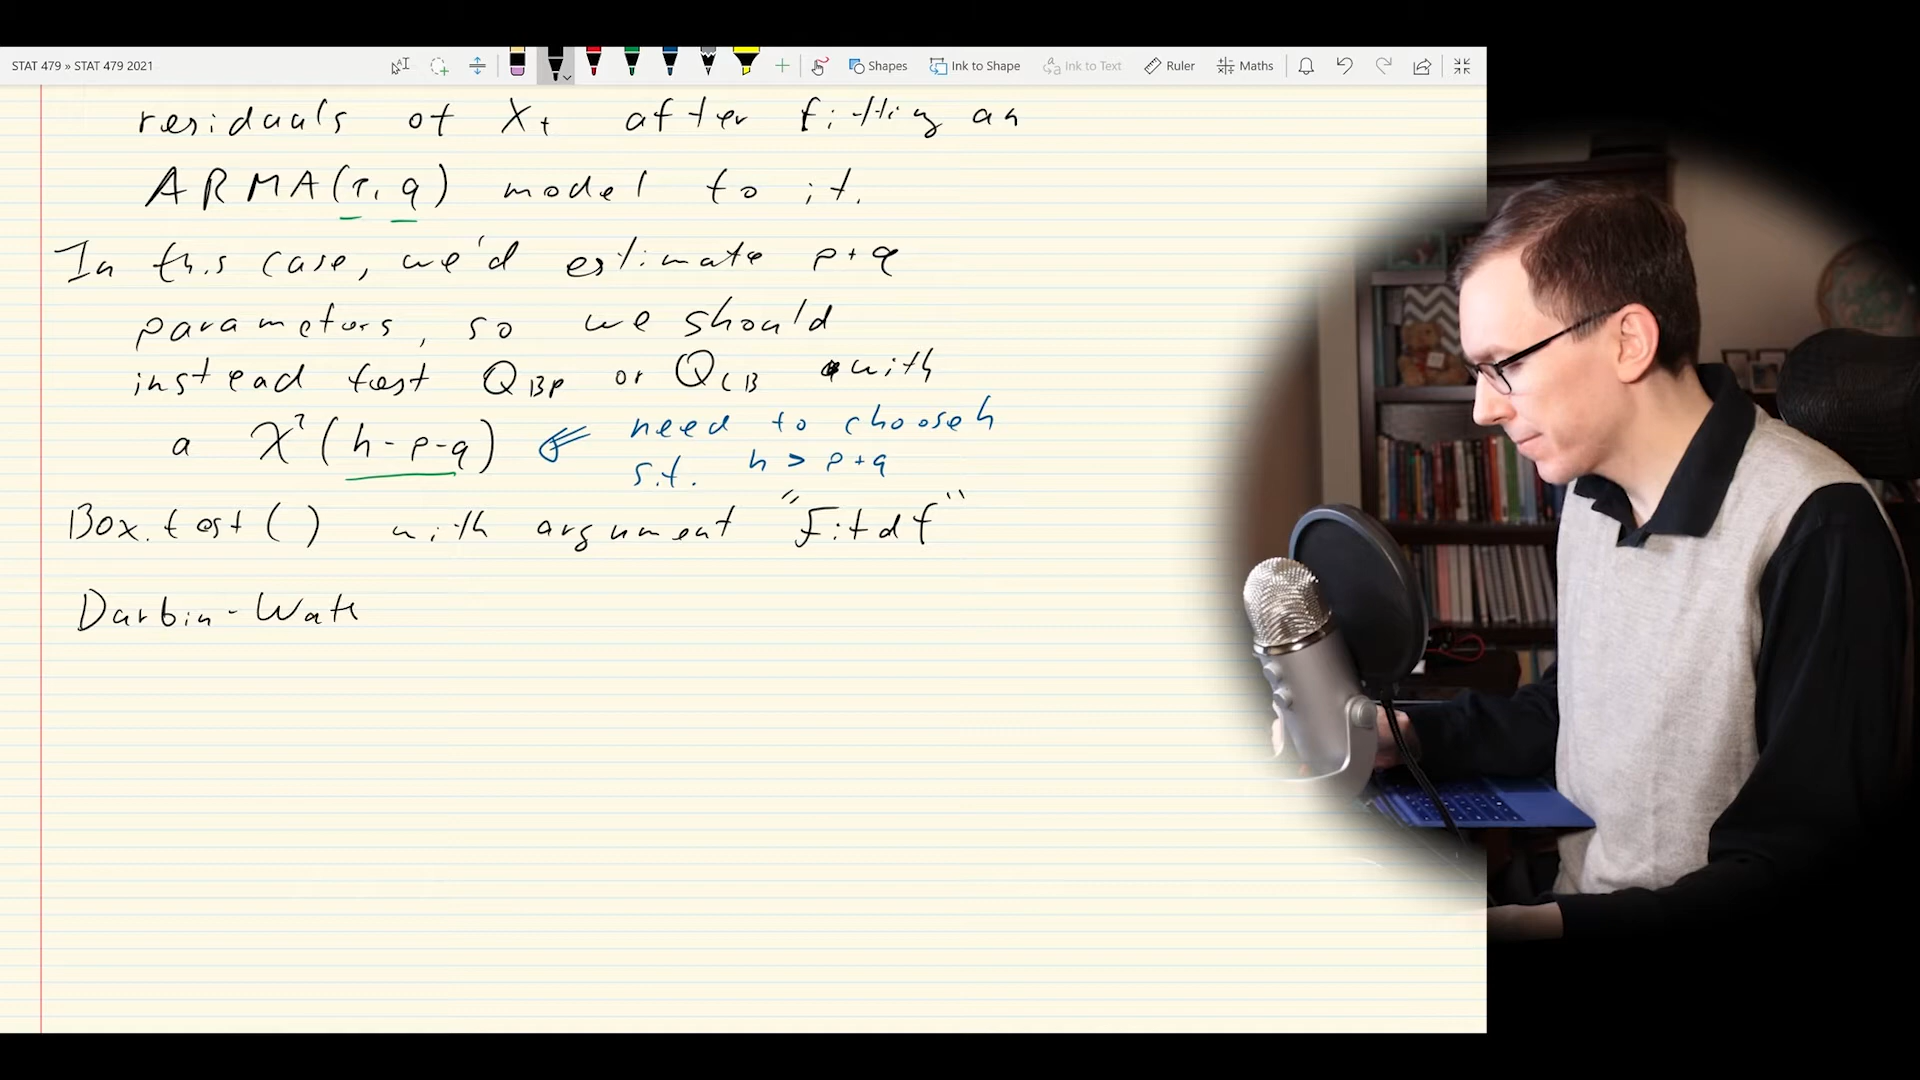 STAT 479 » STAT 479 2021
Shapes Ink to Shape Ink to Text Ruler Maths
residuals of Xt after fitting an
ARMA(p, q) model to it.
In this case, we'd estimate p+q
parameters, so we should
instead test QBP or QLB with
a χ²(h-p-q) need to choose h
s.t. h > p+q
Box.test() with argument "Fitdf"
Durbin-Wat